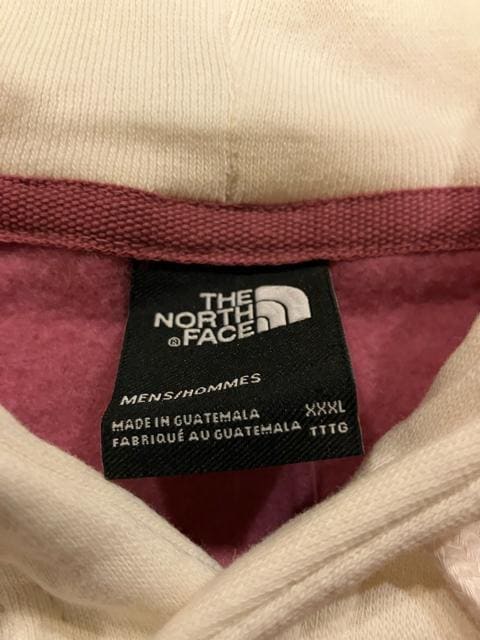 THE
NORTH
®FACE
MENS/HOMMES
MADE IN GUATEMALA XXXL
FABRIQUÉ AU GUATEMALA TTTG